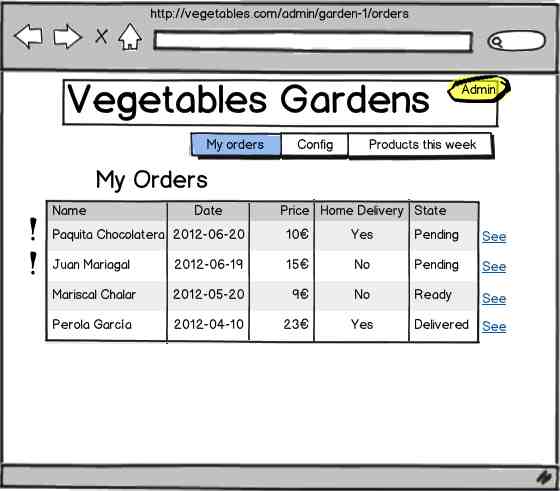 http://vegetables.com/admin/garden-1/orders
Vegetables Gardens
Admin
My orders Config Products this week
My Orders
Name Date Price Home Delivery State
! Paquita Chocolatera 2012-06-20 10€ Yes Pending See
! Juan Mariagal 2012-06-19 15€ No Pending See
Mariscal Chalar 2012-05-20 9€ No Ready See
Perola García 2012-04-10 23€ Yes Delivered See